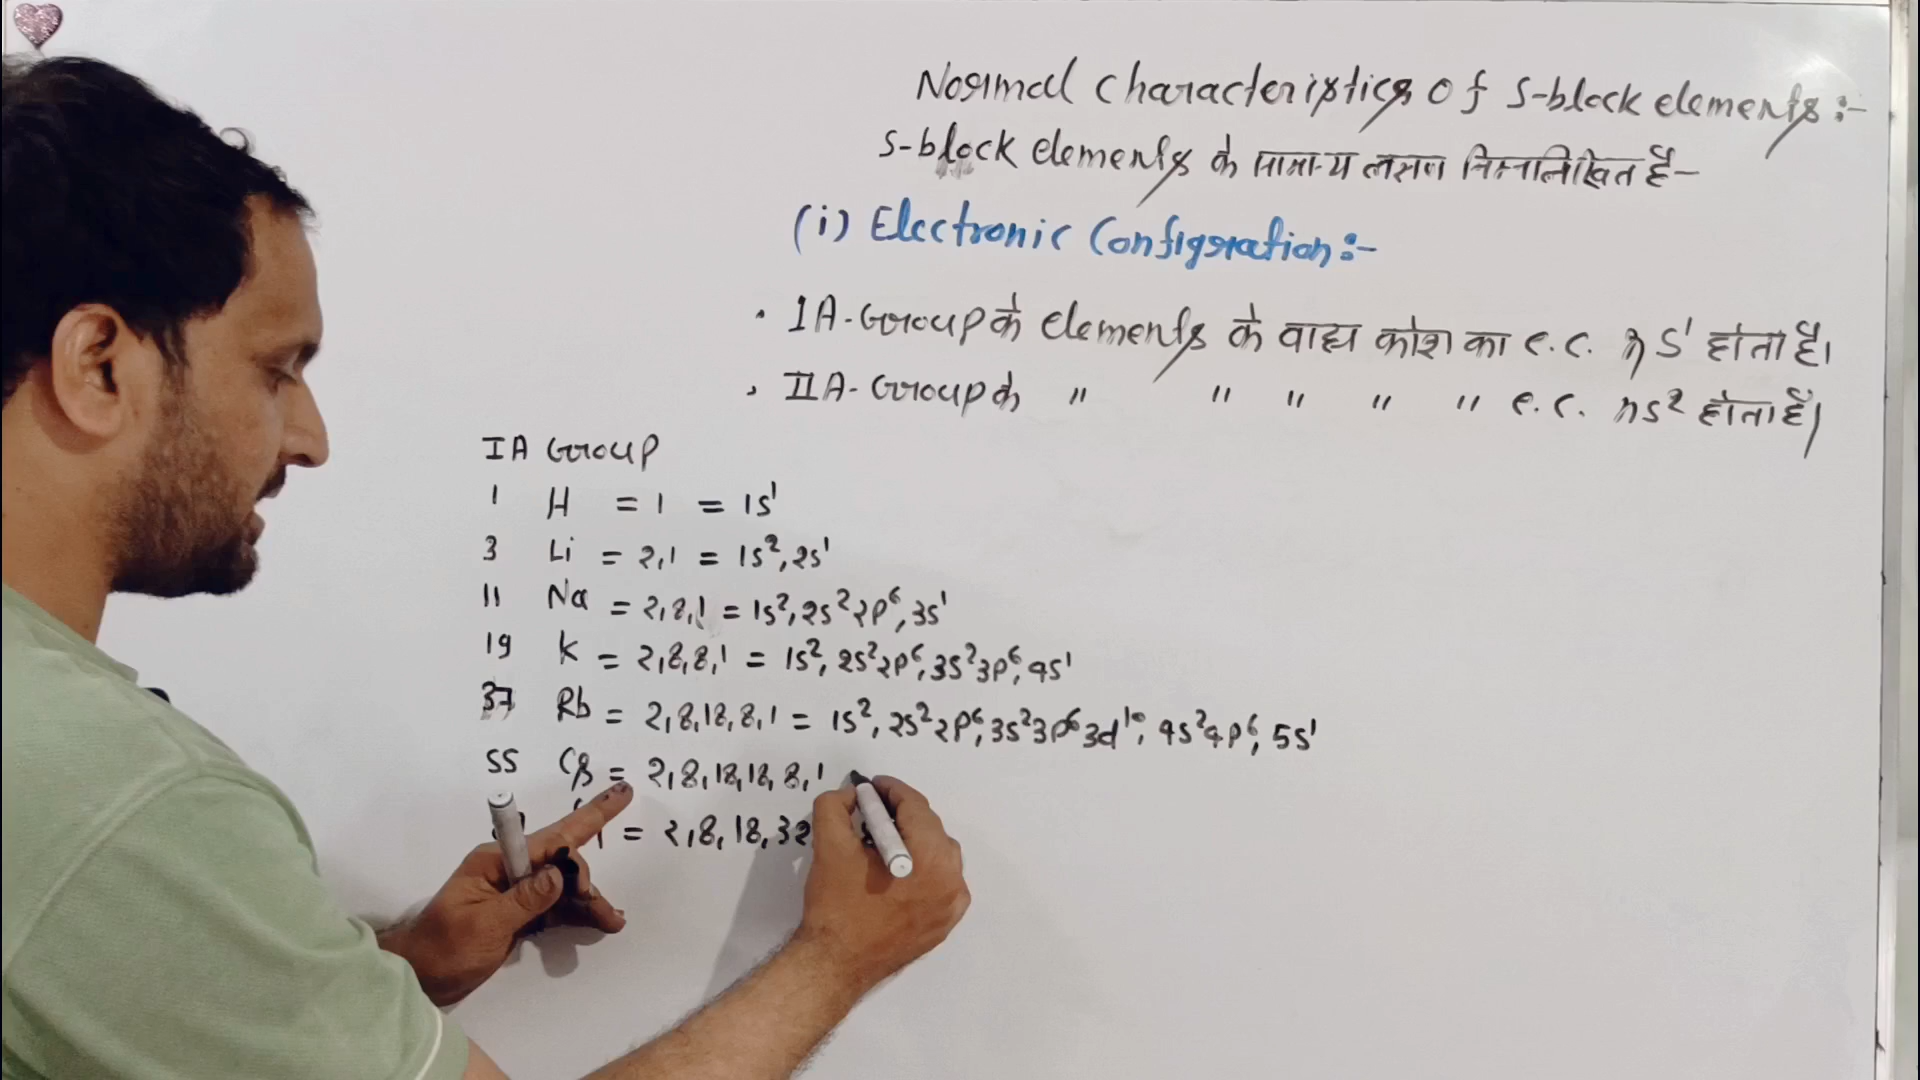 Normal Characteristics of S-block elements :-
S-block elements के सामान्य लक्षण निम्नलिखित है-
(i) Electronic Configration :-
• IA-Group के elements के वाह्य कोश का e.c. ns¹ होता है।
• IIA-Group के " " " " " e.c. ns² होता है।
IA Group
1 H = 1 = 1s¹
3 Li = 2,1 = 1s², 2s¹
11 Na = 2,8,1 = 1s², 2s² 2p⁶, 3s¹
19 K = 2,8,8,1 = 1s², 2s² 2p⁶, 3s² 3p⁶, 4s¹
37 Rb = 2,8,18,8,1 = 1s², 2s² 2p⁶, 3s² 3p⁶ 3d¹⁰, 4s² 4p⁶, 5s¹
55 Cs = 2,8,18,18,8,1
= 2,8,18,32